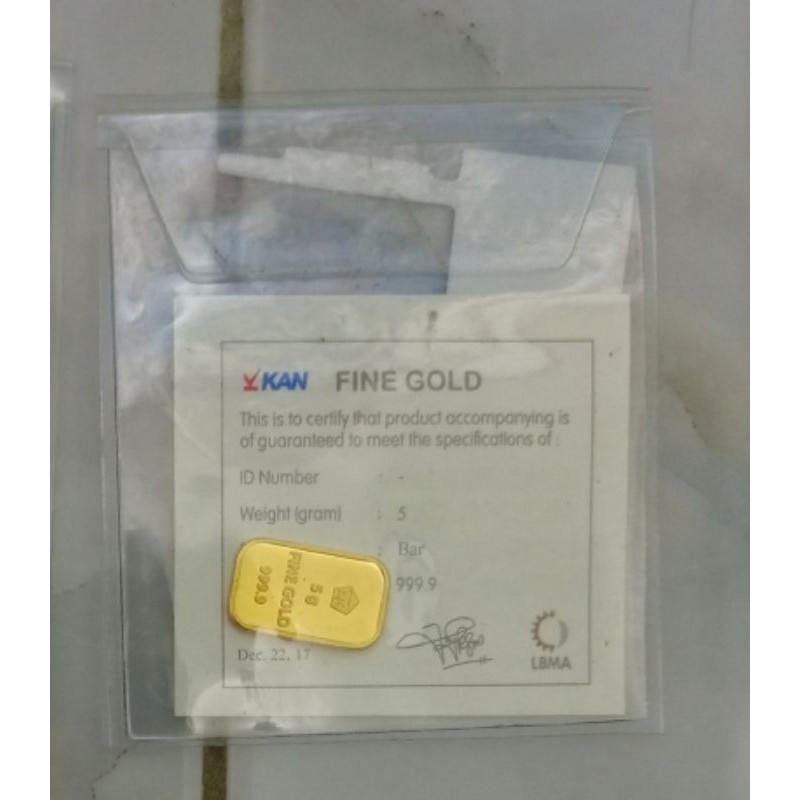 KAN FINE GOLD
This is to certify that product accompanying is
of guaranteed to meet the specifications of :
ID Number : -
Weight (gram) : 5
: Bar
999.9
Dec. 22, 17
LBMA
5 g
FINE GOLD
999.9